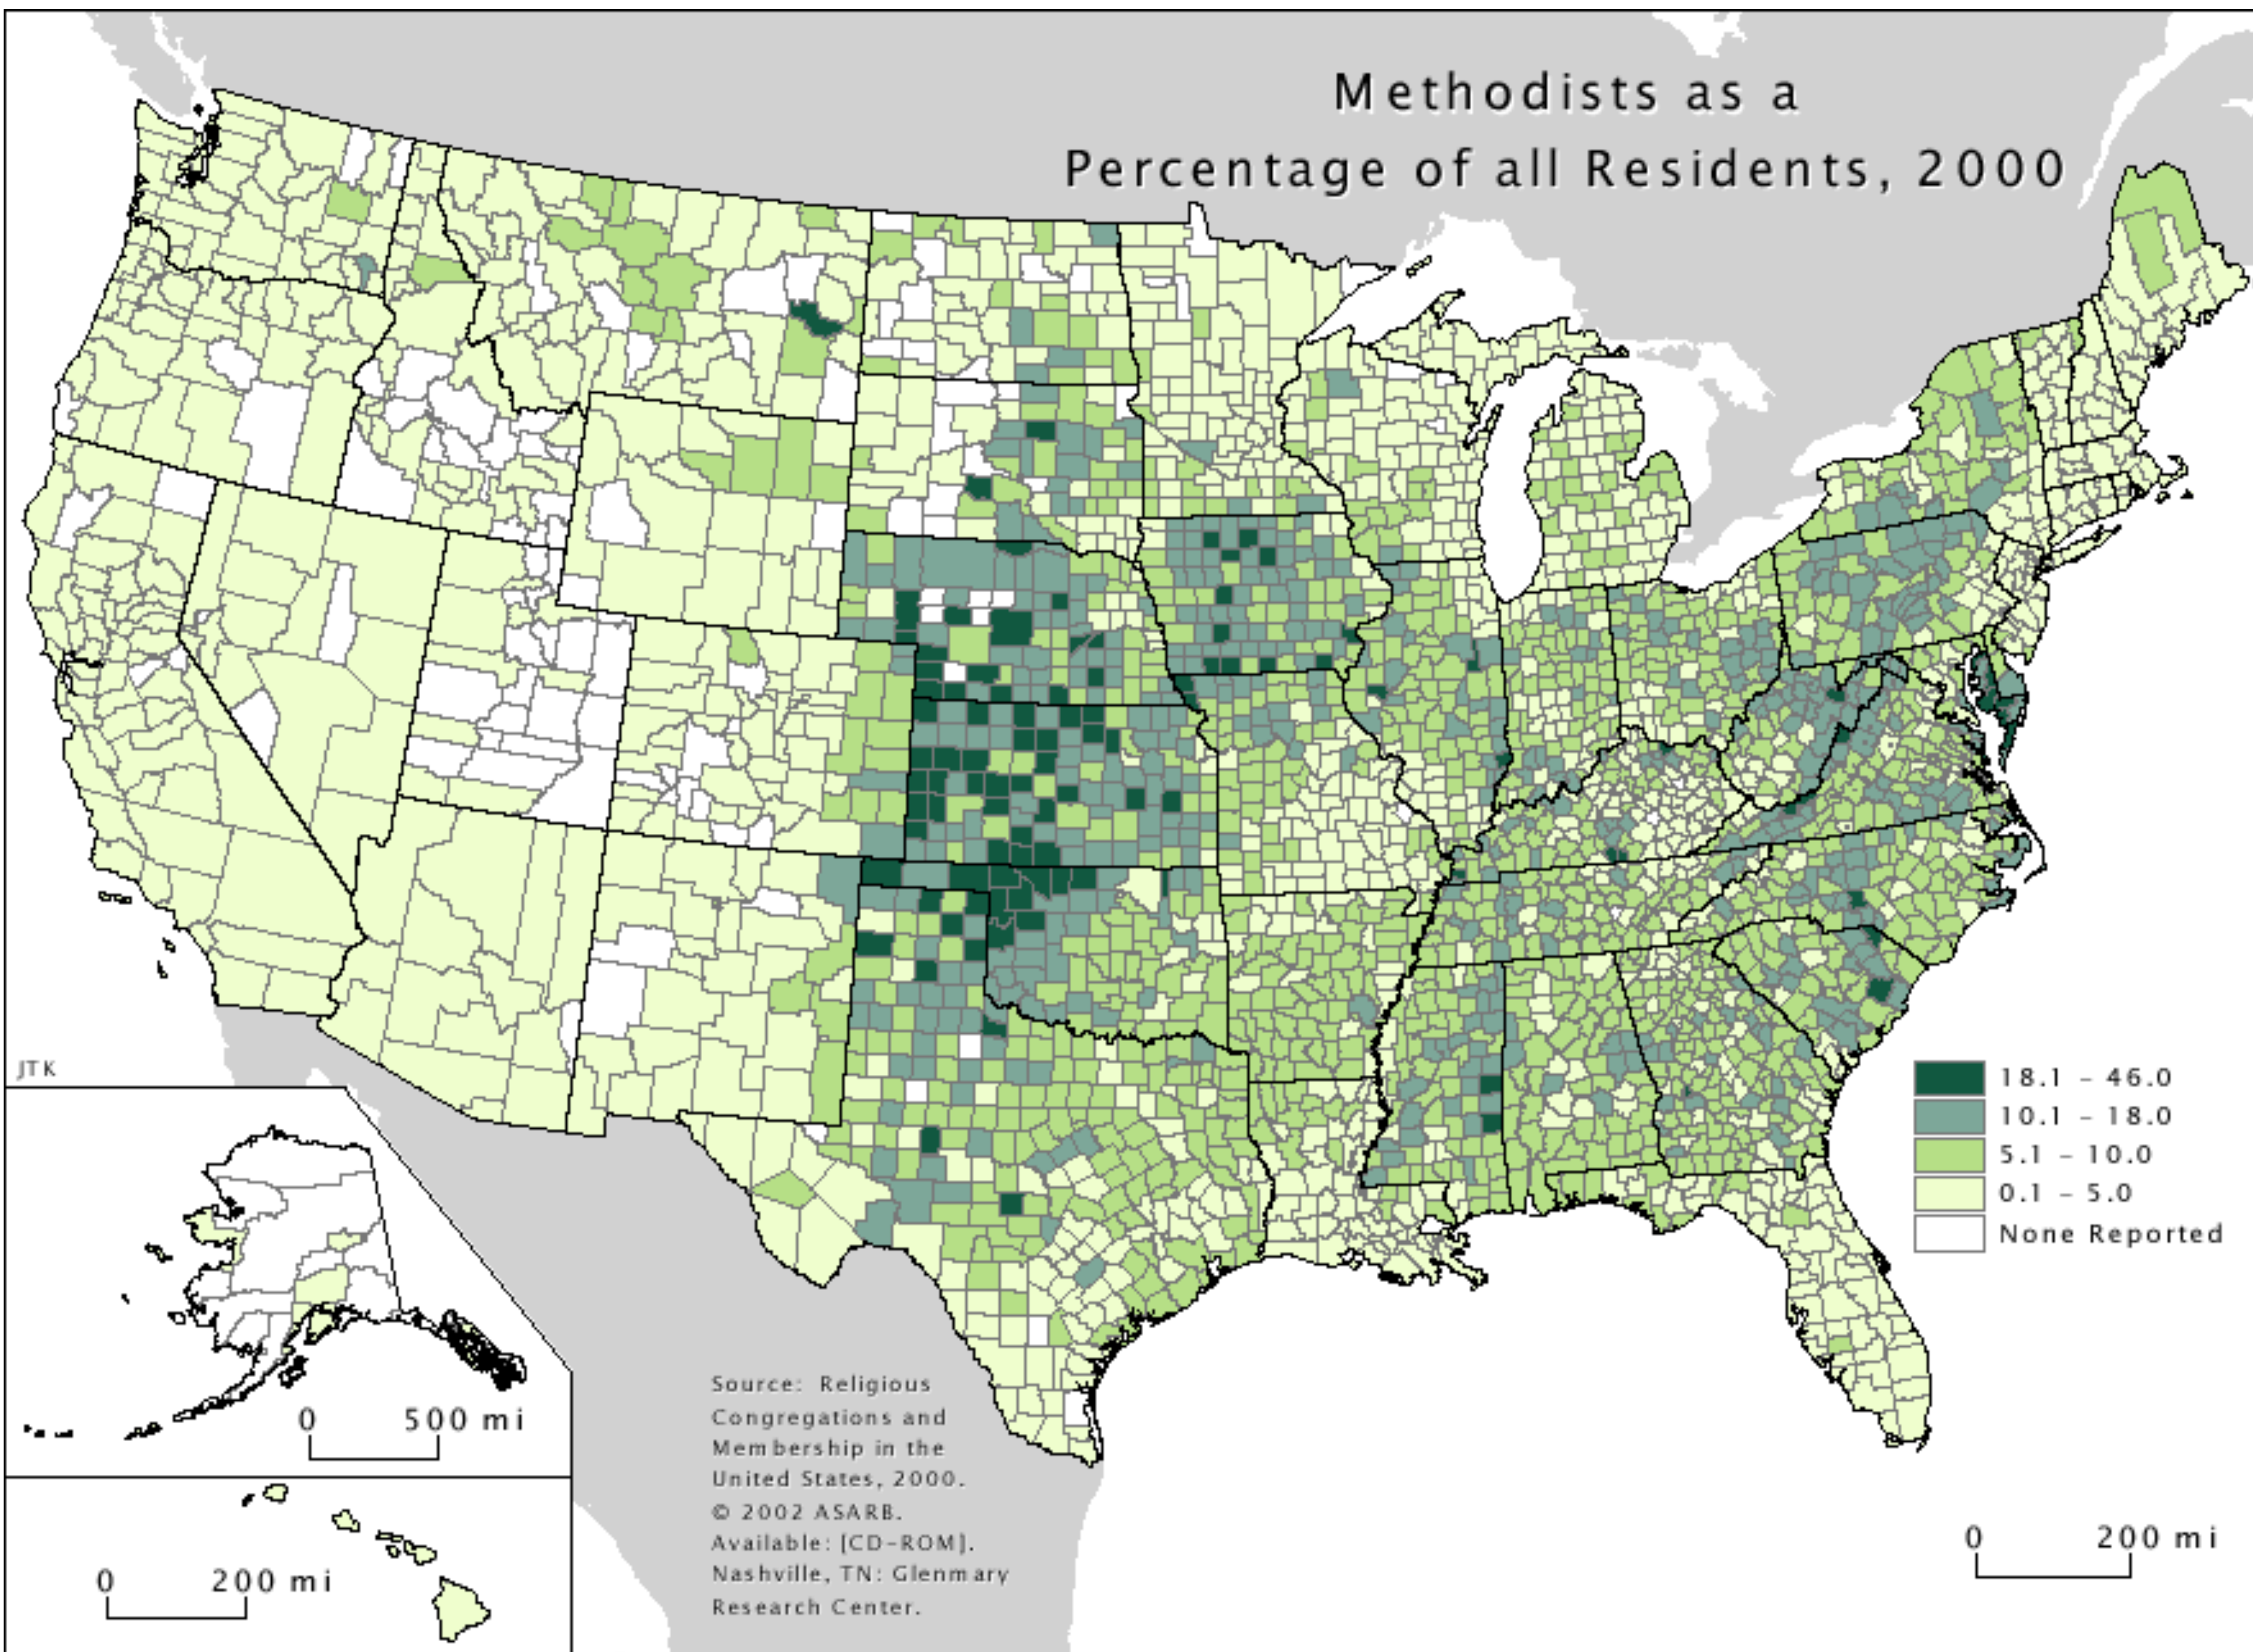 Methodists as a
Percentage of all Residents, 2000
JTK
18.1 – 46.0
10.1 – 18.0
5.1 – 10.0
0.1 – 5.0
None Reported
0 500 mi
0 200 mi
Source: Religious
Congregations and
Membership in the
United States, 2000.
© 2002 ASARB.
Available: [CD-ROM].
Nashville, TN: Glenmary
Research Center.
0 200 mi